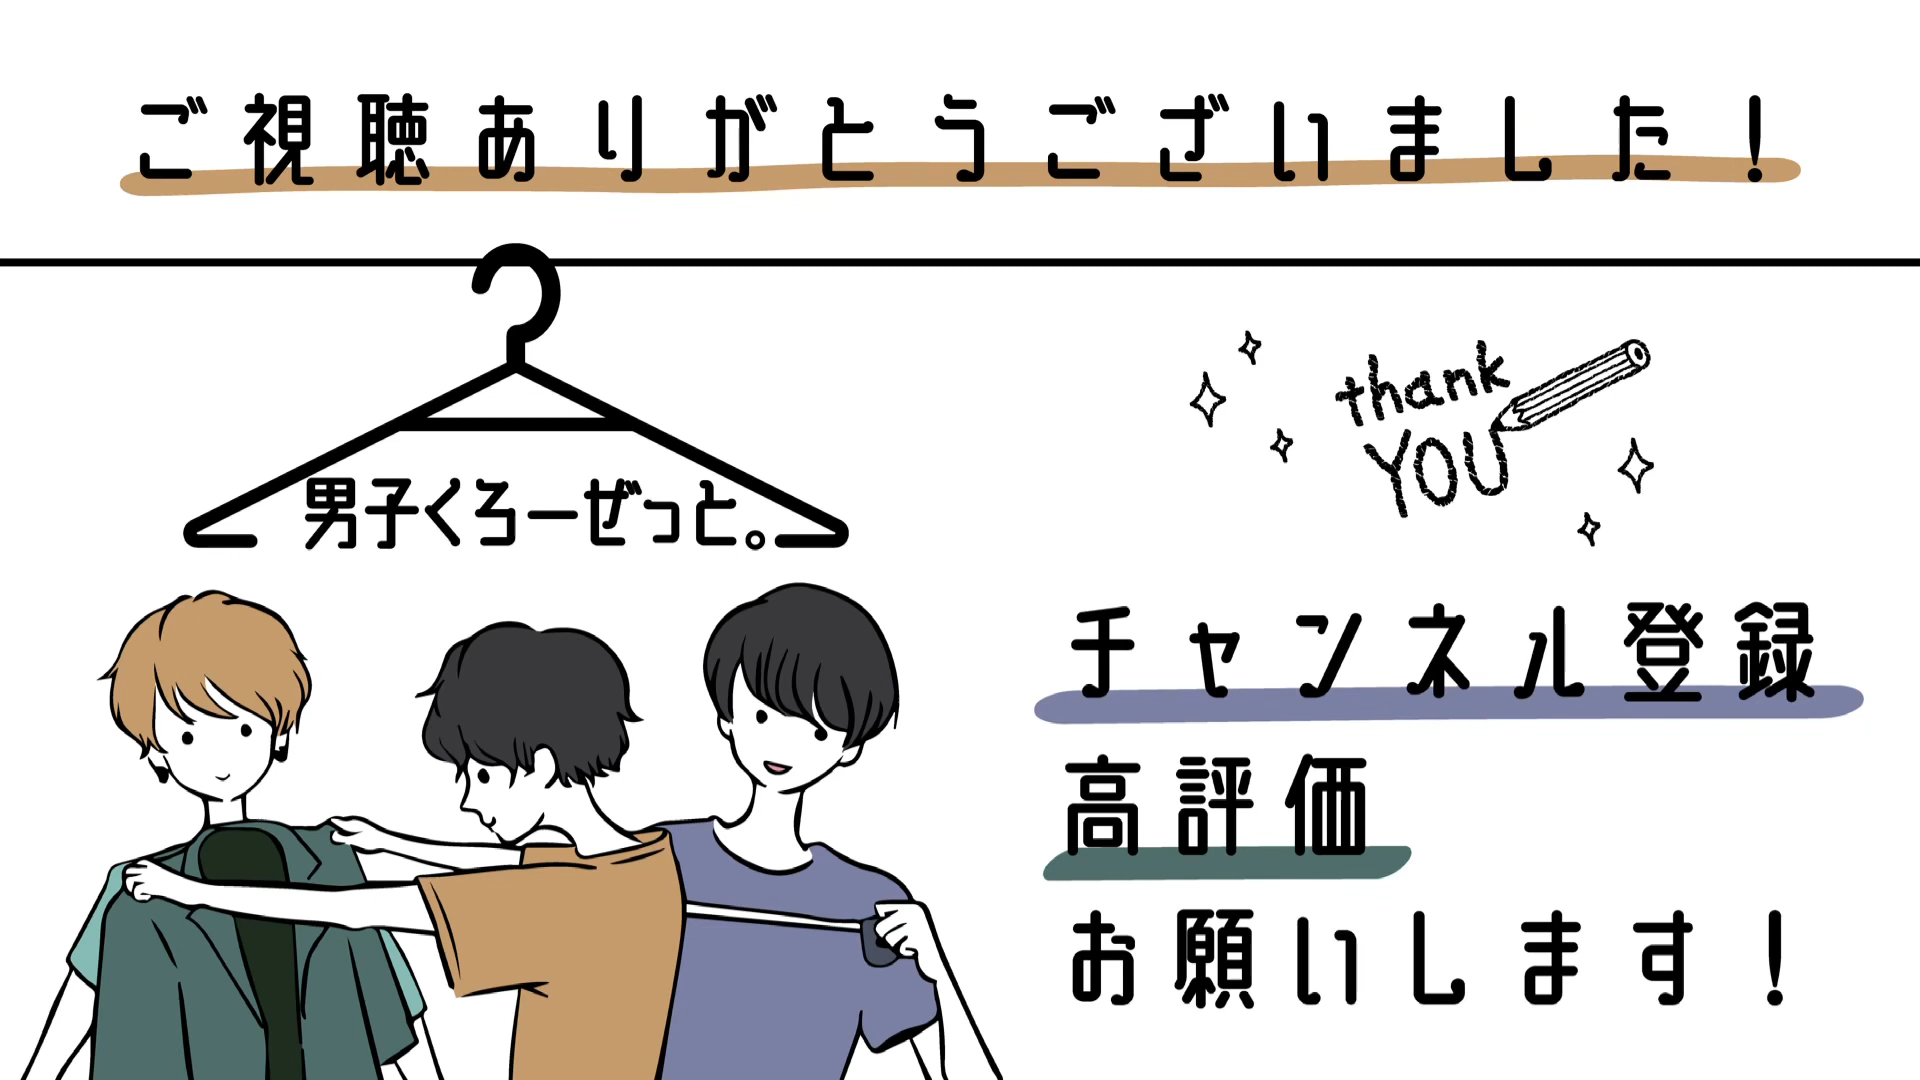 ご視聴ありがとうございました！
男子くろーぜっと。
thank
YOU
チャンネル登録
高評価
お願いします！